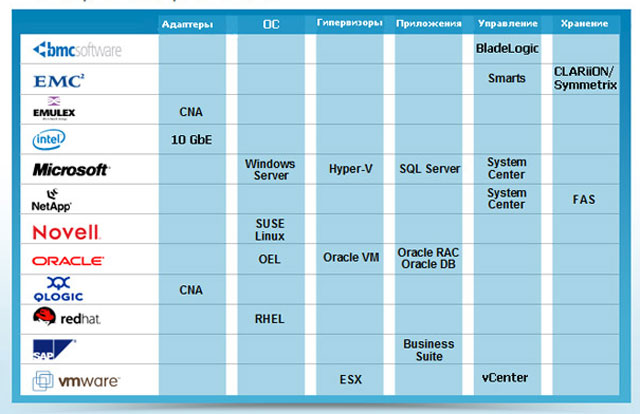 Адаптеры ОС Гипервизоры Приложения Управление Хранение
bmcsoftware BladeLogic
EMC² Smarts CLARiiON/
Symmetrix
EMULEX CNA
intel 10 GbE
Microsoft Windows
Server Hyper-V SQL Server System
Center
NetApp System
Center FAS
Novell SUSE
Linux
ORACLE OEL Oracle VM Oracle RAC
Oracle DB
QLOGIC CNA
redhat RHEL
SAP Business
Suite
vmware ESX vCenter